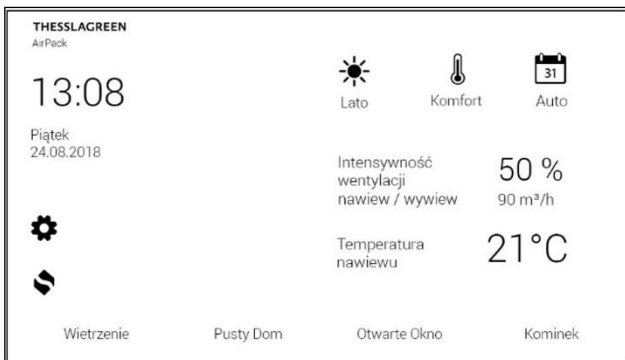 THESSLAGREEN
AirPack
13:08
Piątek
24.08.2018
31
Lato
Komfort
Auto
Intensywność
wentylacji
nawiew / wywiew
50 %
90 m³/h
Temperatura
nawiewu
21°C
Wietrzenie
Pusty Dom
Otwarte Okno
Kominek